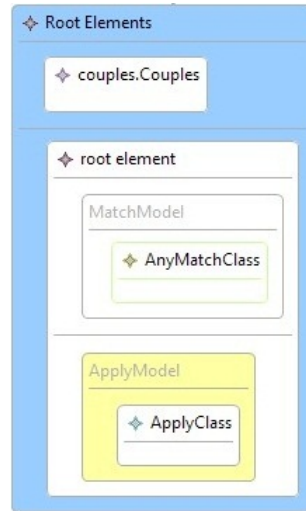 Root Elements
couples.Couples
root element
MatchModel
AnyMatchClass
ApplyModel
ApplyClass